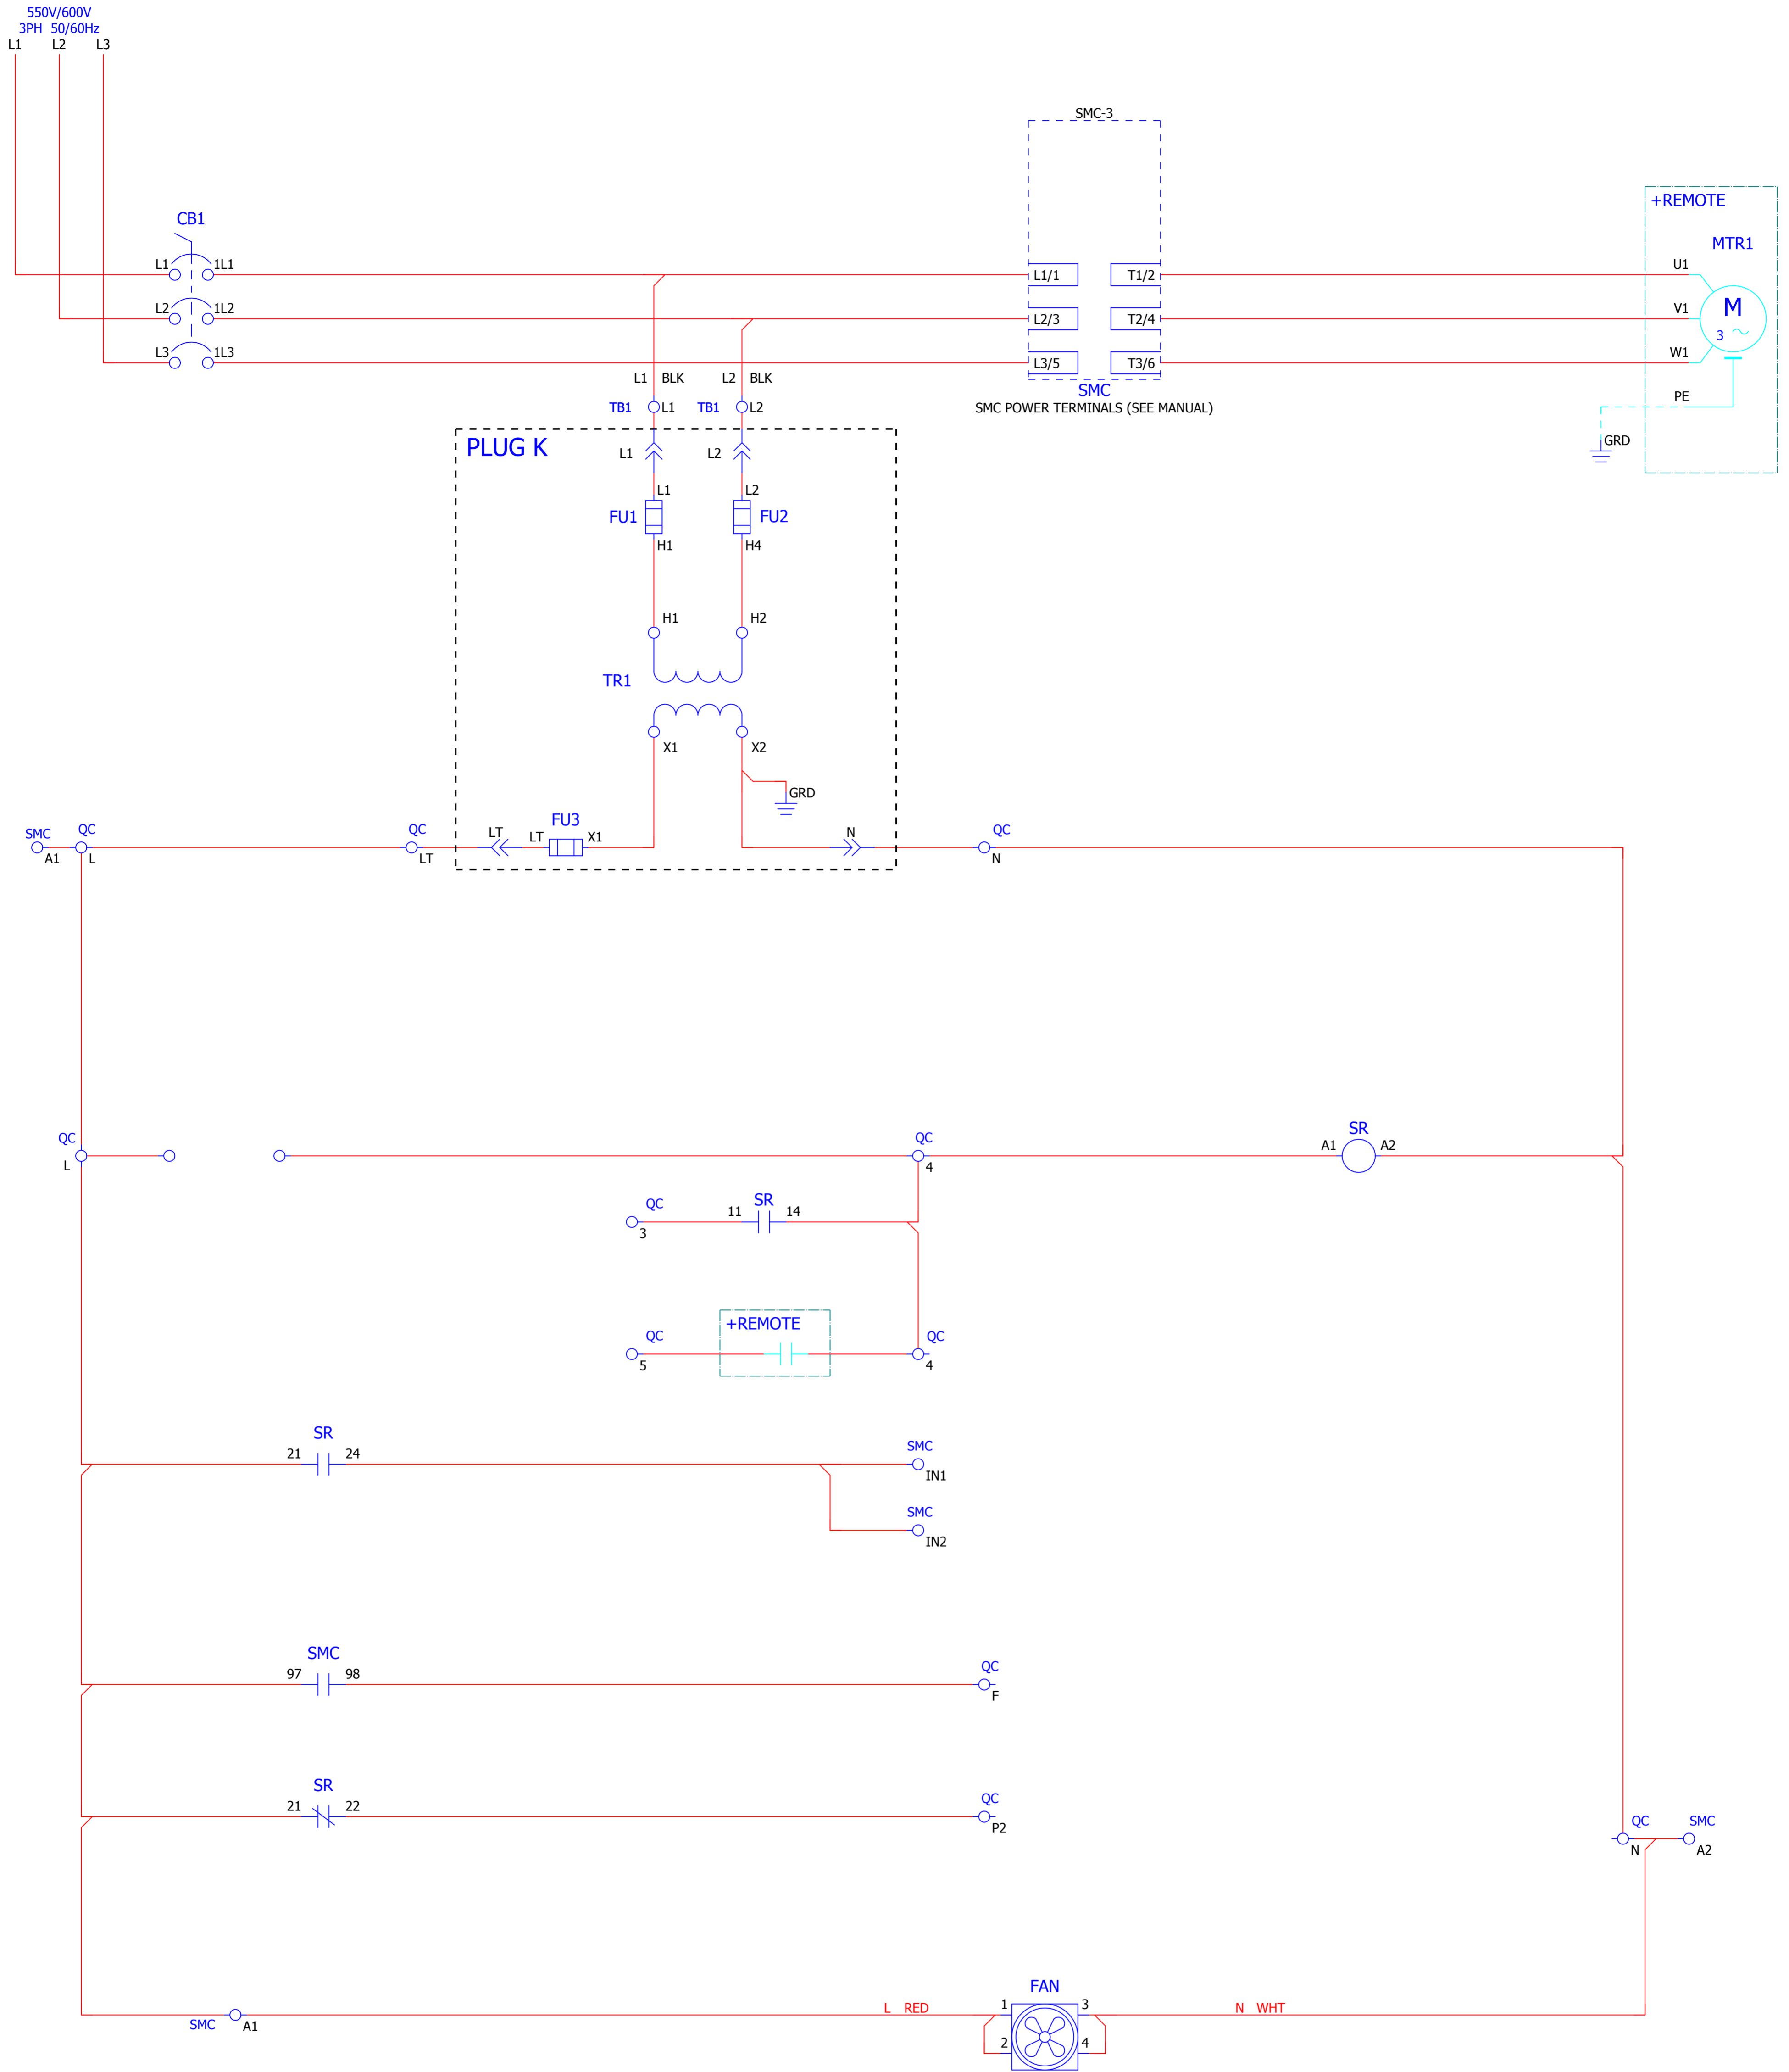 550V/600V
3PH 50/60Hz
L1 L2 L3
SMC-3
+REMOTE
CB1
MTR1
L1 1L1 L1/1 T1/2 U1
L2 1L2 L2/3 T2/4 V1
M
3
L3 1L3 L3/5 T3/6 W1
L1 BLK L2 BLK
SMC
PE
TB1 L1 TB1 L2
SMC POWER TERMINALS (SEE MANUAL)
PLUG K
GRD
L1 L2
L1 L2
FU1 FU2
H1 H4
H1 H2
TR1
X1 X2
GRD
FU3
SMC QC QC LT LT X1 N QC
A1 L LT N
QC QC SR
A1 A2
L 4
QC 11 SR 14
3
+REMOTE
QC QC
5 4
SR
21 24 SMC
IN1
SMC
IN2
SMC
97 98 QC
F
SR
21 22 QC
P2
QC SMC
N A2
FAN
L RED 1 3 N WHT
SMC A1
2 4